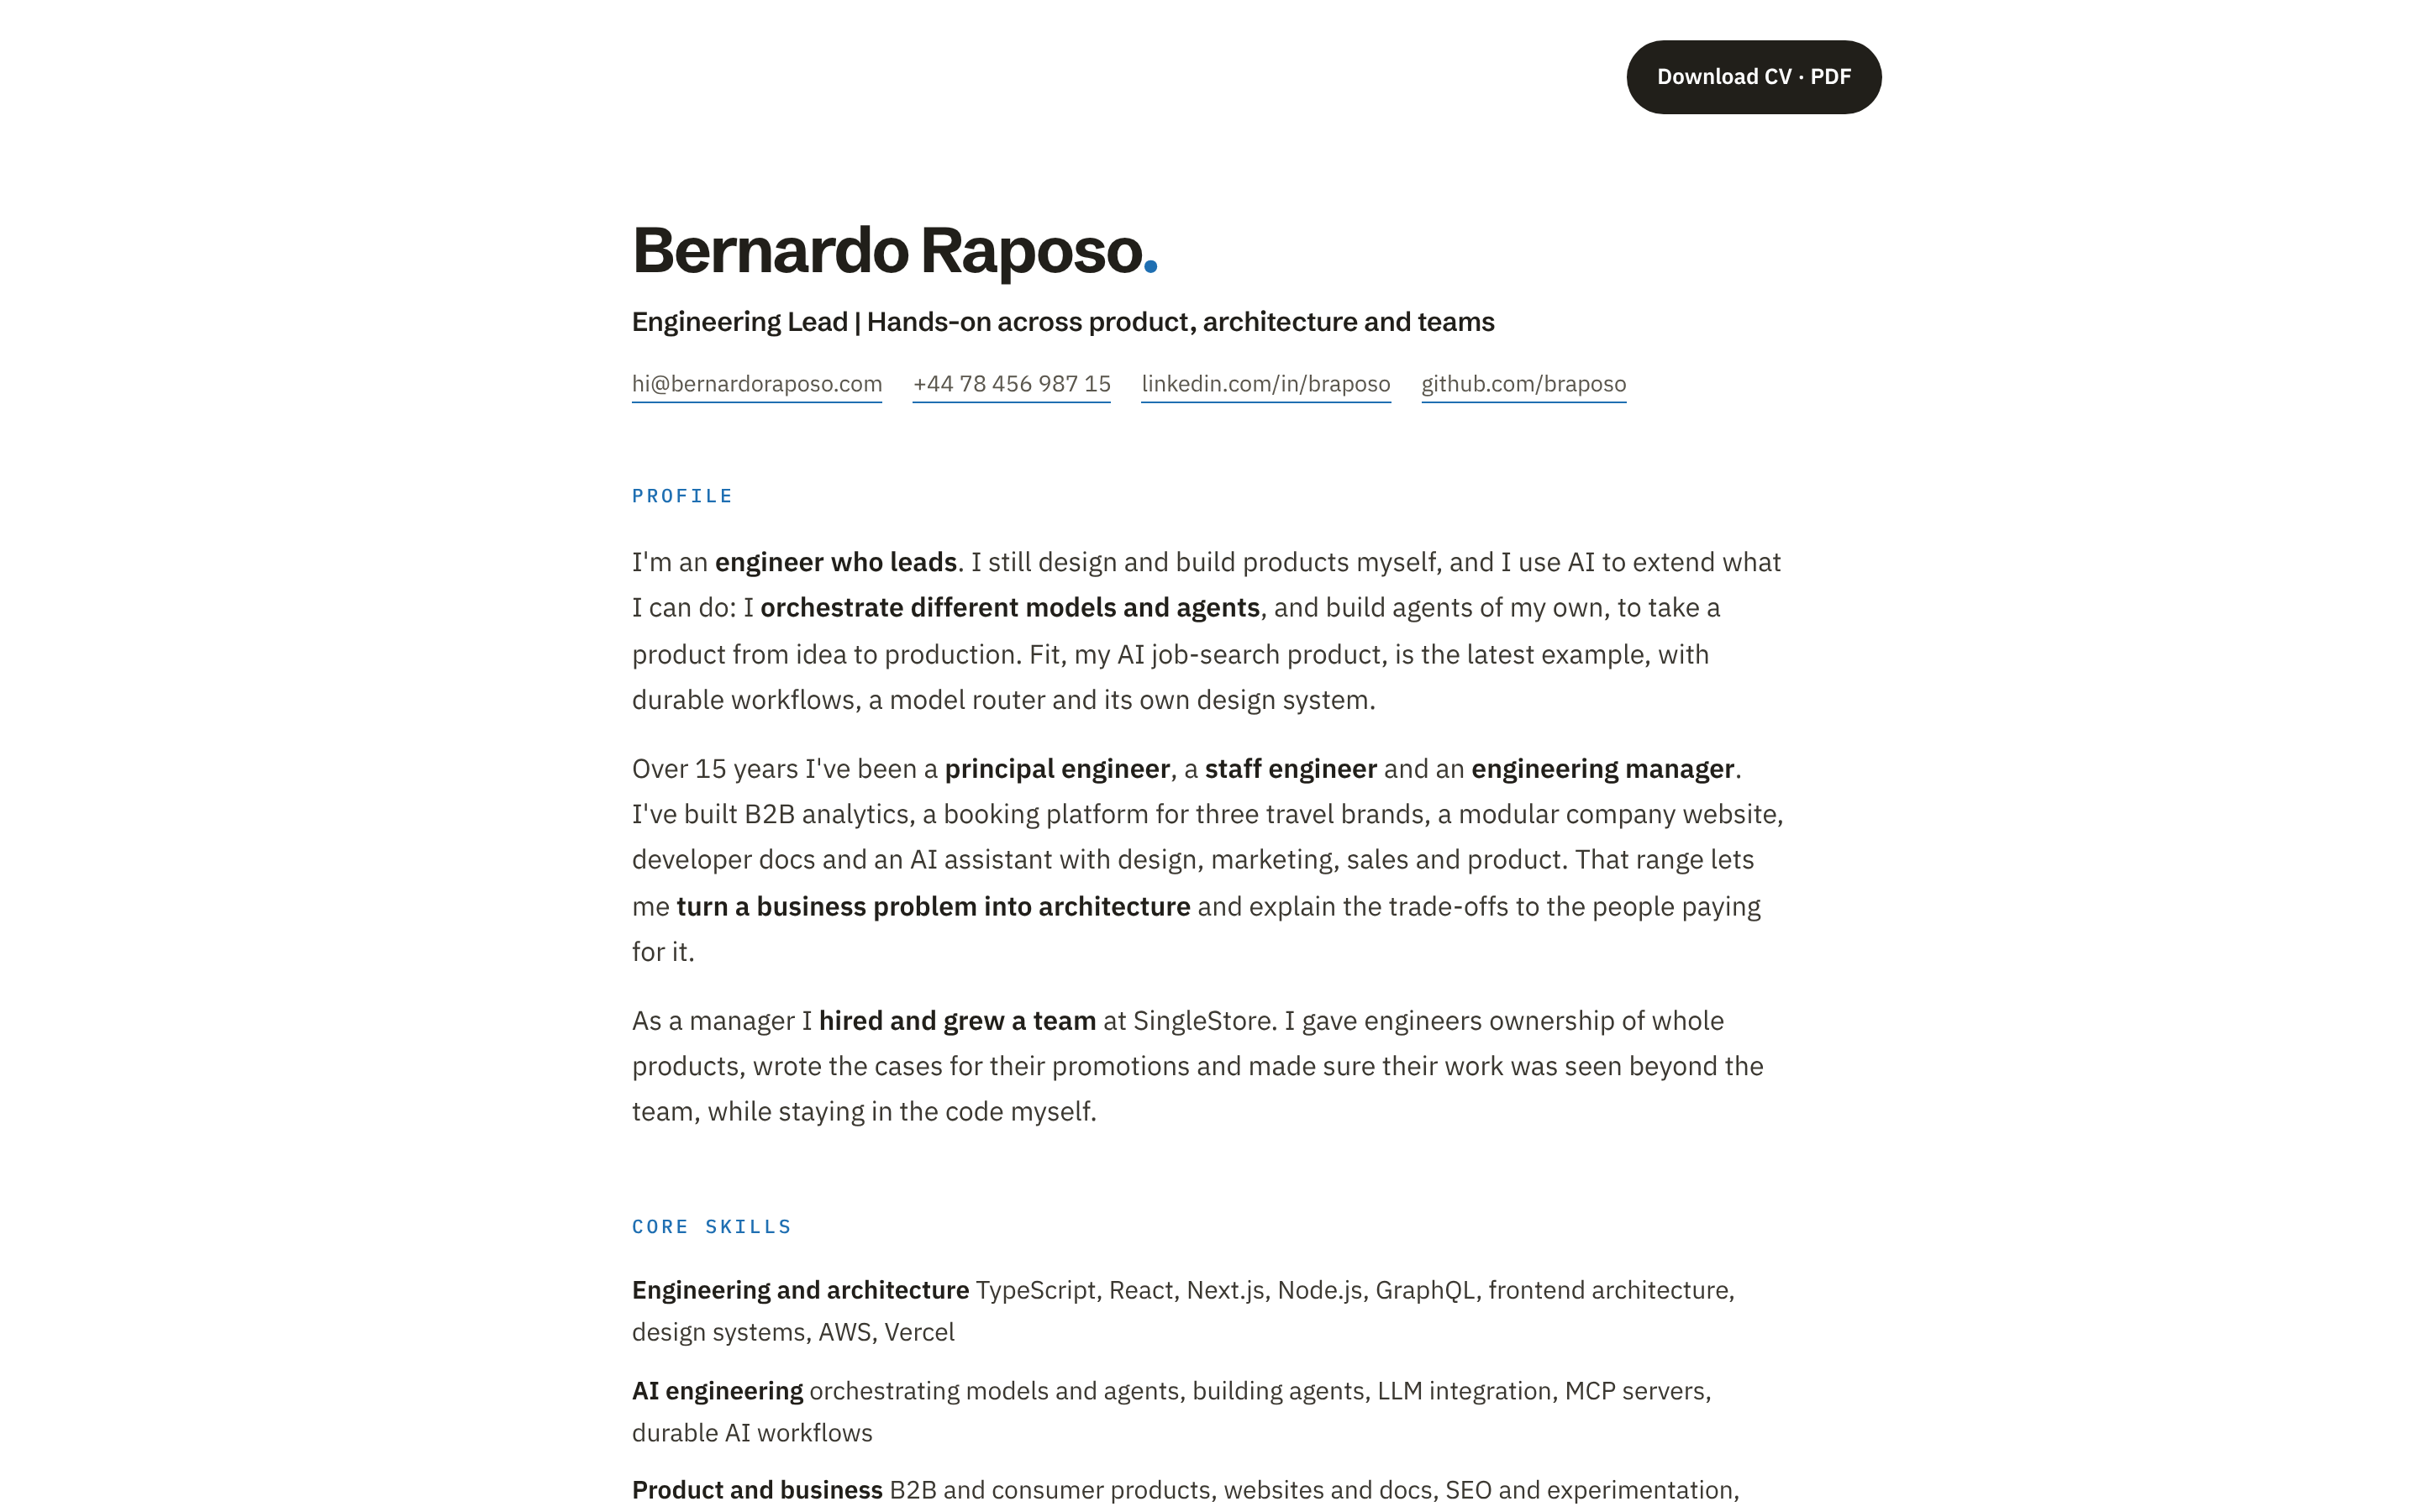 Download CV · PDF
Bernardo Raposo.
Engineering Lead | Hands-on across product, architecture and teams
hi@bernardoraposo.com +44 78 456 987 15 linkedin.com/in/braposo github.com/braposo
PROFILE
I'm an engineer who leads. I still design and build products myself, and I use AI to extend what
I can do: I orchestrate different models and agents, and build agents of my own, to take a
product from idea to production. Fit, my AI job-search product, is the latest example, with
durable workflows, a model router and its own design system.
Over 15 years I've been a principal engineer, a staff engineer and an engineering manager.
I've built B2B analytics, a booking platform for three travel brands, a modular company website,
developer docs and an AI assistant with design, marketing, sales and product. That range lets
me turn a business problem into architecture and explain the trade-offs to the people paying
for it.
As a manager I hired and grew a team at SingleStore. I gave engineers ownership of whole
products, wrote the cases for their promotions and made sure their work was seen beyond the
team, while staying in the code myself.
CORE SKILLS
Engineering and architecture TypeScript, React, Next.js, Node.js, GraphQL, frontend architecture,
design systems, AWS, Vercel
AI engineering orchestrating models and agents, building agents, LLM integration, MCP servers,
durable AI workflows
Product and business B2B and consumer products, websites and docs, SEO and experimentation,